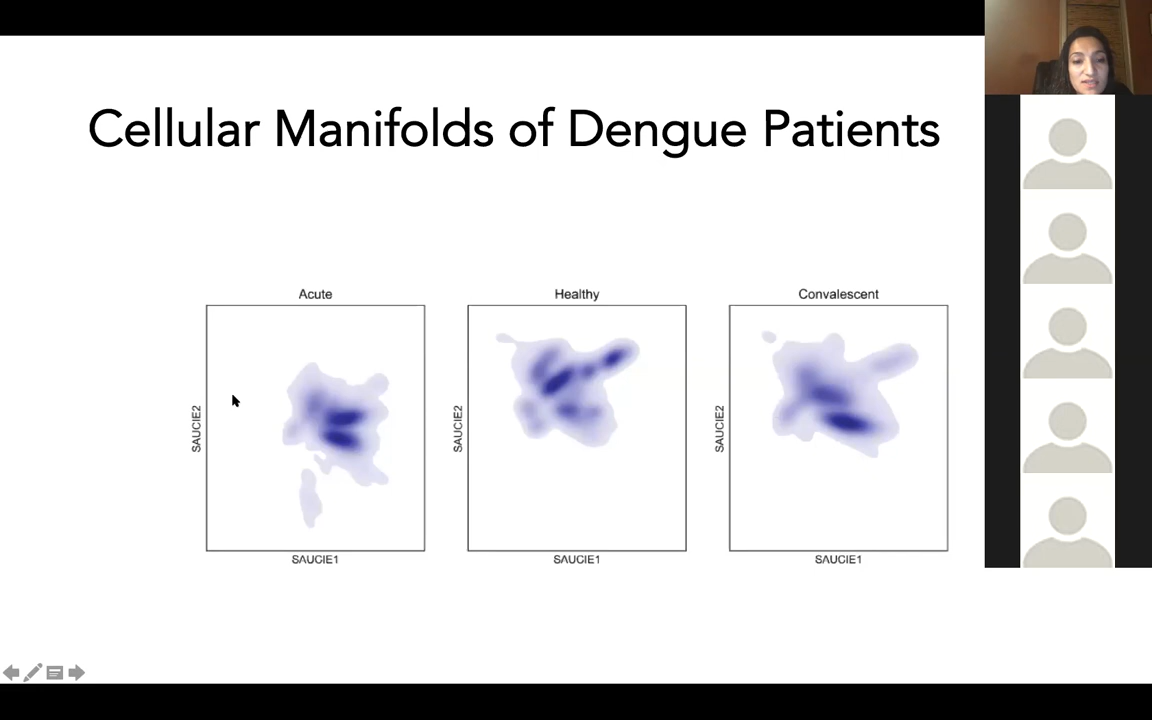 Cellular Manifolds of Dengue Patients
Acute
Healthy
Convalescent
SAUCIE2
SAUCIE2
SAUCIE2
SAUCIE1
SAUCIE1
SAUCIE1